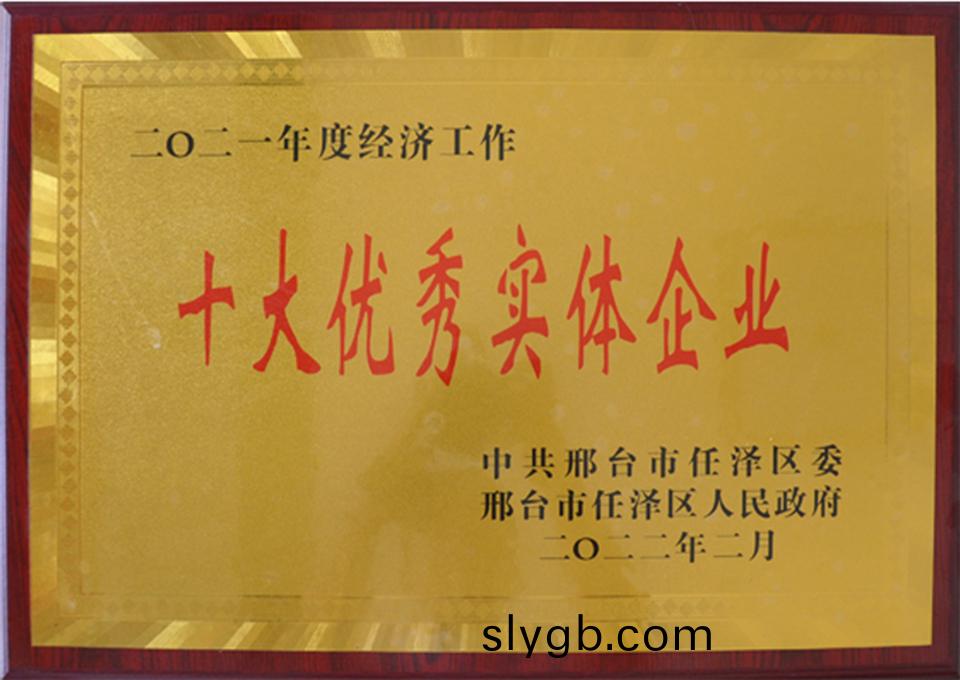 二〇二一年度经济工作
十大优秀实体企业
中共邢台市任泽区委
邢台市任泽区人民政府
二〇二二年二月
slygb.com